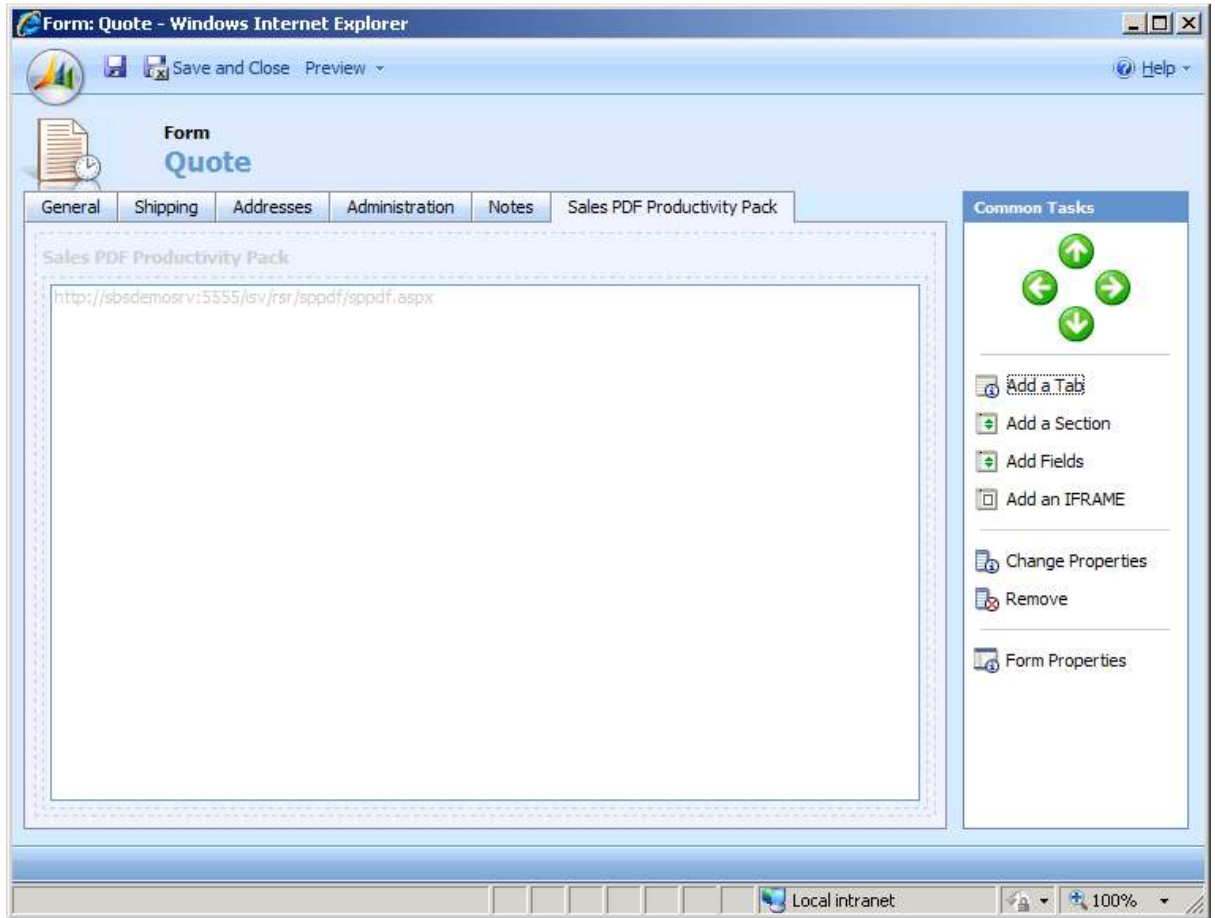 Form: Quote - Windows Internet Explorer
Save and Close Preview Help
Form
Quote
General Shipping Addresses Administration Notes Sales PDF Productivity Pack
Common Tasks
Sales PDF Productivity Pack
http://sbsdemosrv:5555/isv/rsr/sppdf/sppdf.aspx
Add a Tab
Add a Section
Add Fields
Add an IFRAME
Change Properties
Remove
Form Properties
Local intranet 100%